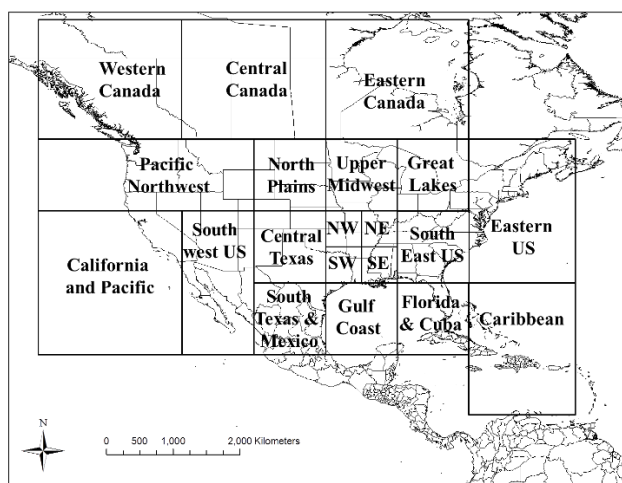 Western
Canada
Central
Canada
Eastern
Canada
Pacific
Northwest
North
Plains
Upper
Midwest
Great
Lakes
California
and Pacific
South
west US
Central
Texas
NW
NE
SW
SE
South
East US
Eastern
US
South
Texas &
Mexico
Gulf
Coast
Florida
& Cuba
Caribbean
N
0 500 1,000 2,000 Kilometers